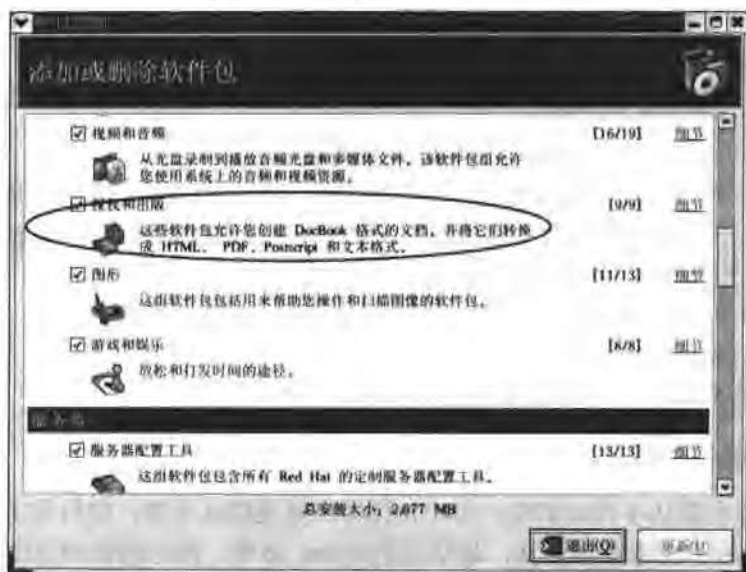 添加或删除软件包
视频和音频 [16/19] 细节
从光盘录制到播放音频光盘和多媒体文件，该软件包组允许
您使用系统上的音频和视频资源。
授权和出版 [9/9] 细节
这些软件包允许您创建 DocBook 格式的文档，并将它们转换
成 HTML、PDF、Postscript 和文本格式。
图形 [11/13] 细节
这组软件包包括用来帮助您操作和扫描图像的软件包。
游戏和娱乐 [8/8] 细节
放松和打发时间的途径。
服务器
服务器配置工具 [13/13] 细节
这组软件包包含所有 Red Hat 的定制服务器配置工具。
总安装大小：2,077 MB
退出(Q) 更新(U)